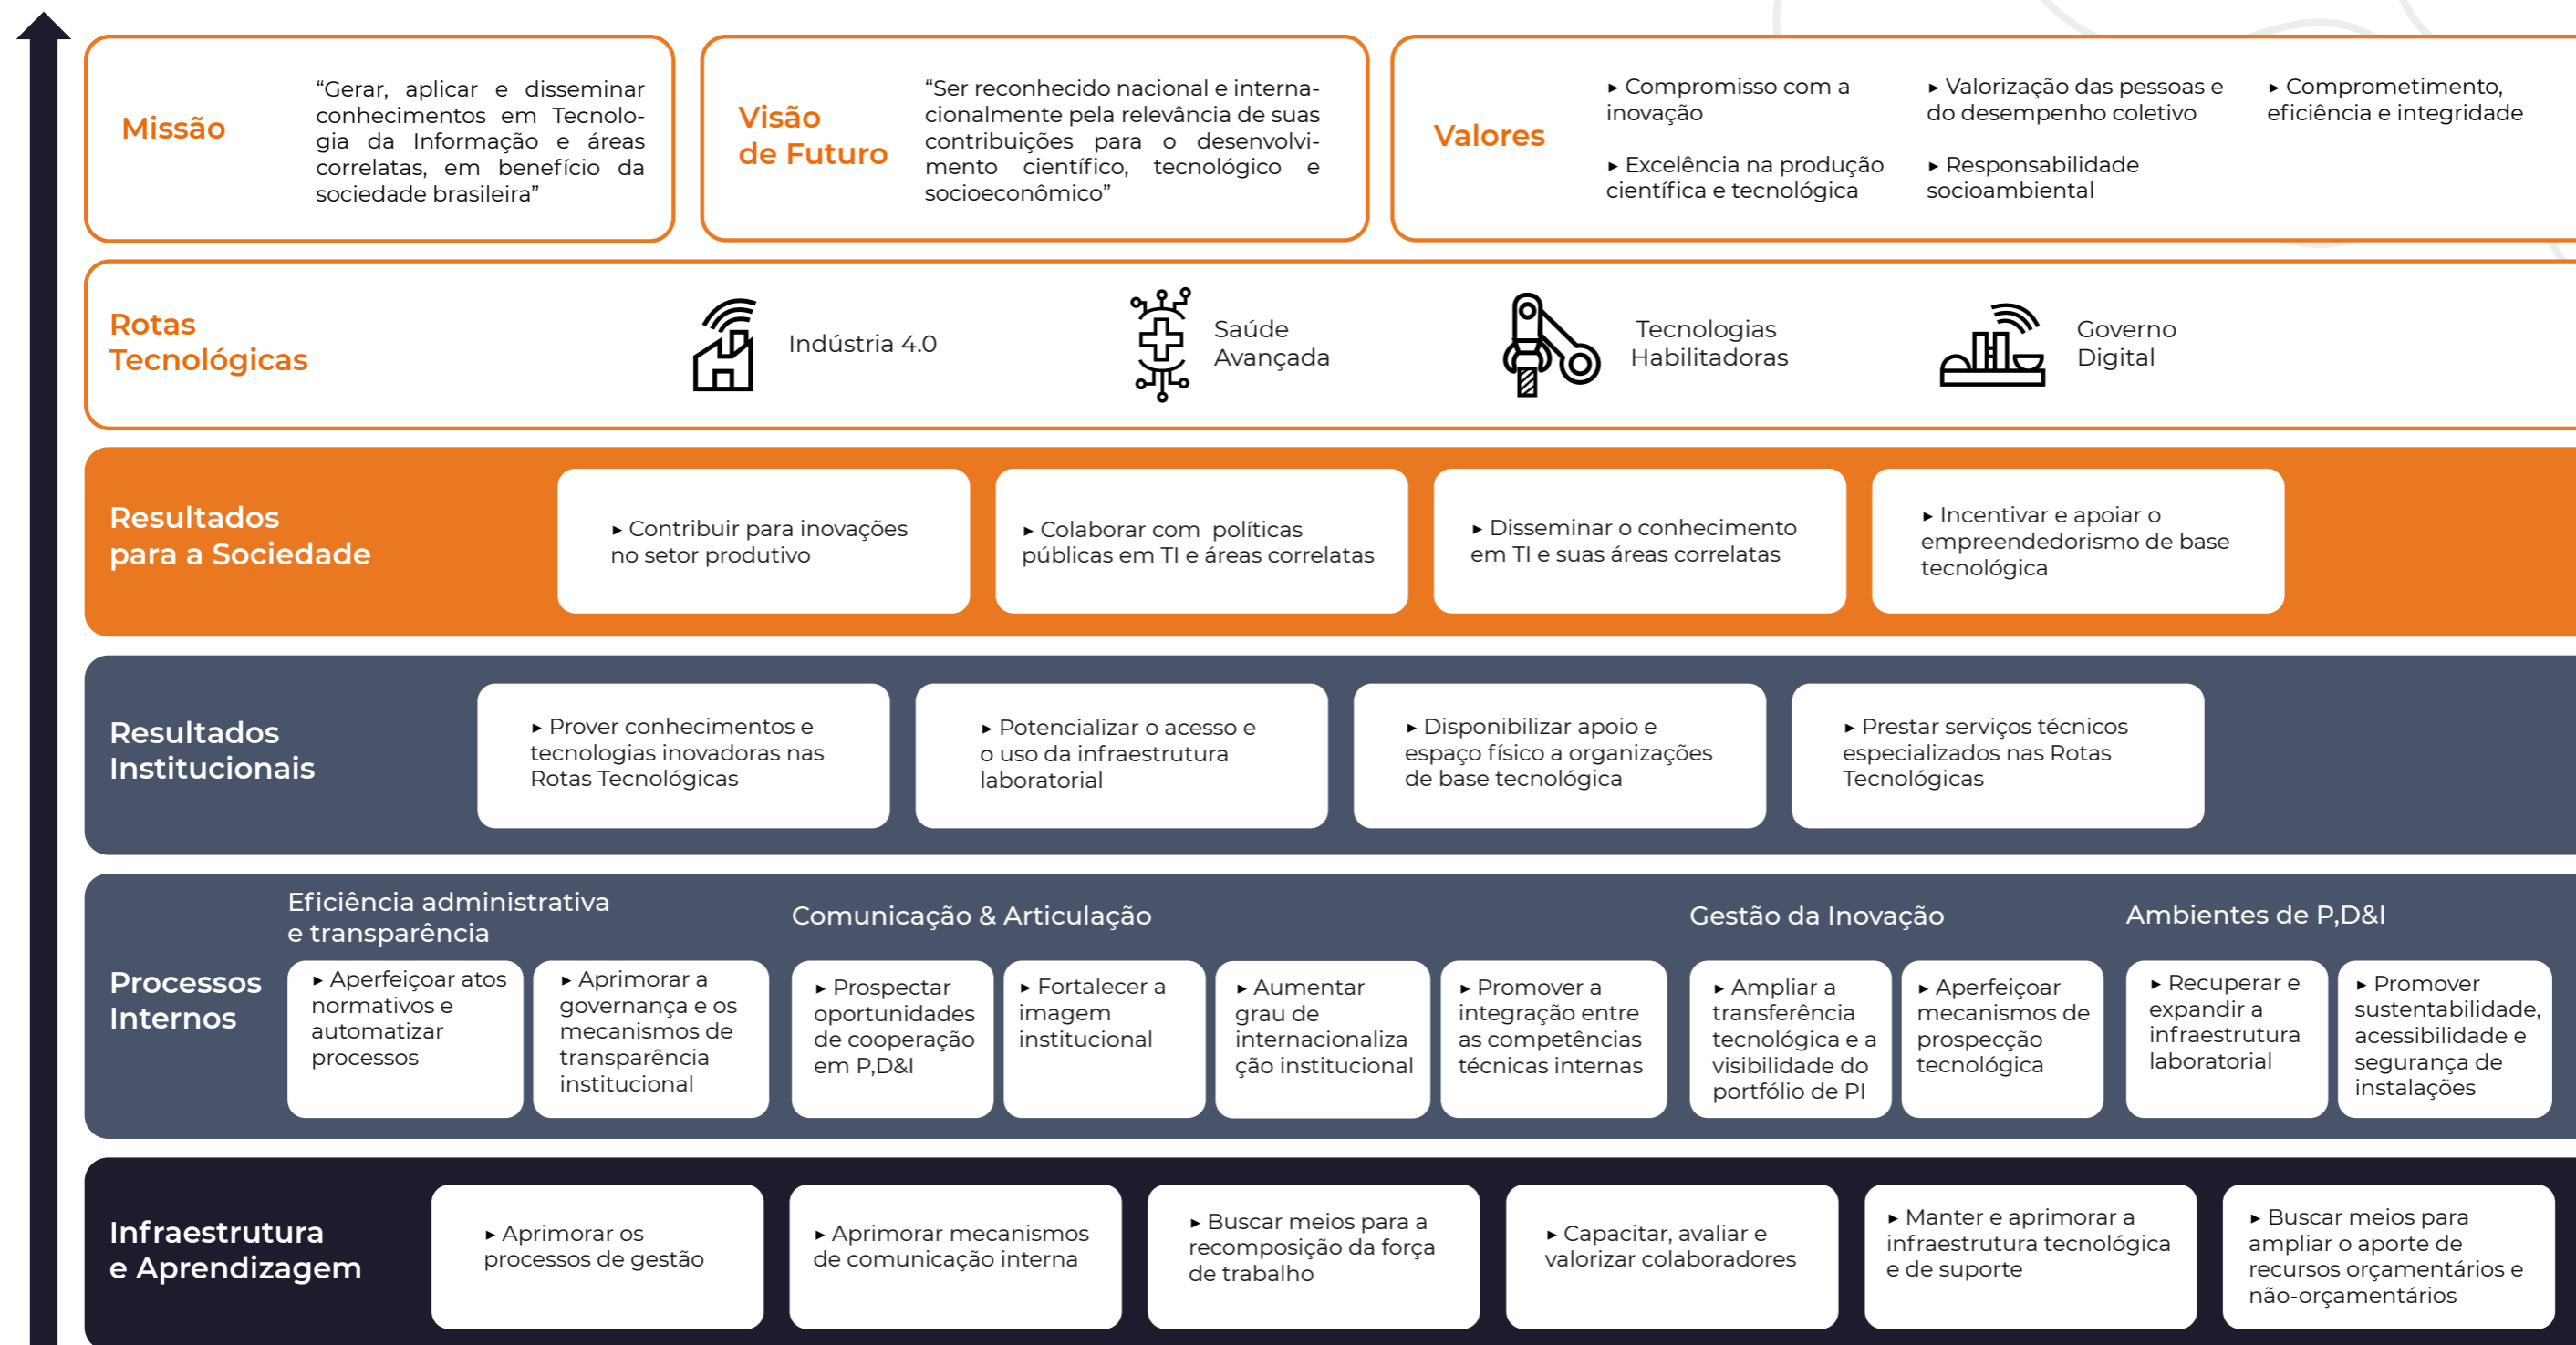 Missão
“Gerar, aplicar e disseminar
conhecimentos em Tecnolo-
gia da Informação e áreas
correlatas, em benefício da
sociedade brasileira”
Visão
de Futuro
“Ser reconhecido nacional e interna-
cionalmente pela relevância de suas
contribuições para o desenvolvi-
mento científico, tecnológico e
socioeconômico”
Valores
▸ Compromisso com a
inovação
▸ Excelência na produção
científica e tecnológica
▸ Valorização das pessoas e
do desempenho coletivo
▸ Responsabilidade
socioambiental
▸ Comprometimento,
eficiência e integridade
Rotas
Tecnológicas
Indústria 4.0
Saúde
Avançada
Tecnologias
Habilitadoras
Governo
Digital
Resultados
para a Sociedade
▸ Contribuir para inovações
no setor produtivo
▸ Colaborar com políticas
públicas em TI e áreas correlatas
▸ Disseminar o conhecimento
em TI e suas áreas correlatas
▸ Incentivar e apoiar o
empreendedorismo de base
tecnológica
Resultados
Institucionais
▸ Prover conhecimentos e
tecnologias inovadoras nas
Rotas Tecnológicas
▸ Potencializar o acesso e
o uso da infraestrutura
laboratorial
▸ Disponibilizar apoio e
espaço físico a organizações
de base tecnológica
▸ Prestar serviços técnicos
especializados nas Rotas
Tecnológicas
Processos
Internos
Eficiência administrativa
e transparência
▸ Aperfeiçoar atos
normativos e
automatizar
processos
▸ Aprimorar a
governança e os
mecanismos de
transparência
institucional
Comunicação & Articulação
▸ Prospectar
oportunidades
de cooperação
em P,D&I
▸ Fortalecer a
imagem
institucional
▸ Aumentar
grau de
internacionaliza
ção institucional
▸ Promover a
integração entre
as competências
técnicas internas
Gestão da Inovação
▸ Ampliar a
transferência
tecnológica e a
visibilidade do
portfólio de PI
▸ Aperfeiçoar
mecanismos de
prospecção
tecnológica
Ambientes de P,D&I
▸ Recuperar e
expandir a
infraestrutura
laboratorial
▸ Promover
sustentabilidade,
acessibilidade e
segurança de
instalações
Infraestrutura
e Aprendizagem
▸ Aprimorar os
processos de gestão
▸ Aprimorar mecanismos
de comunicação interna
▸ Buscar meios para a
recomposição da força
de trabalho
▸ Capacitar, avaliar e
valorizar colaboradores
▸ Manter e aprimorar a
infraestrutura tecnológica
e de suporte
▸ Buscar meios para
ampliar o aporte de
recursos orçamentários e
não-orçamentários